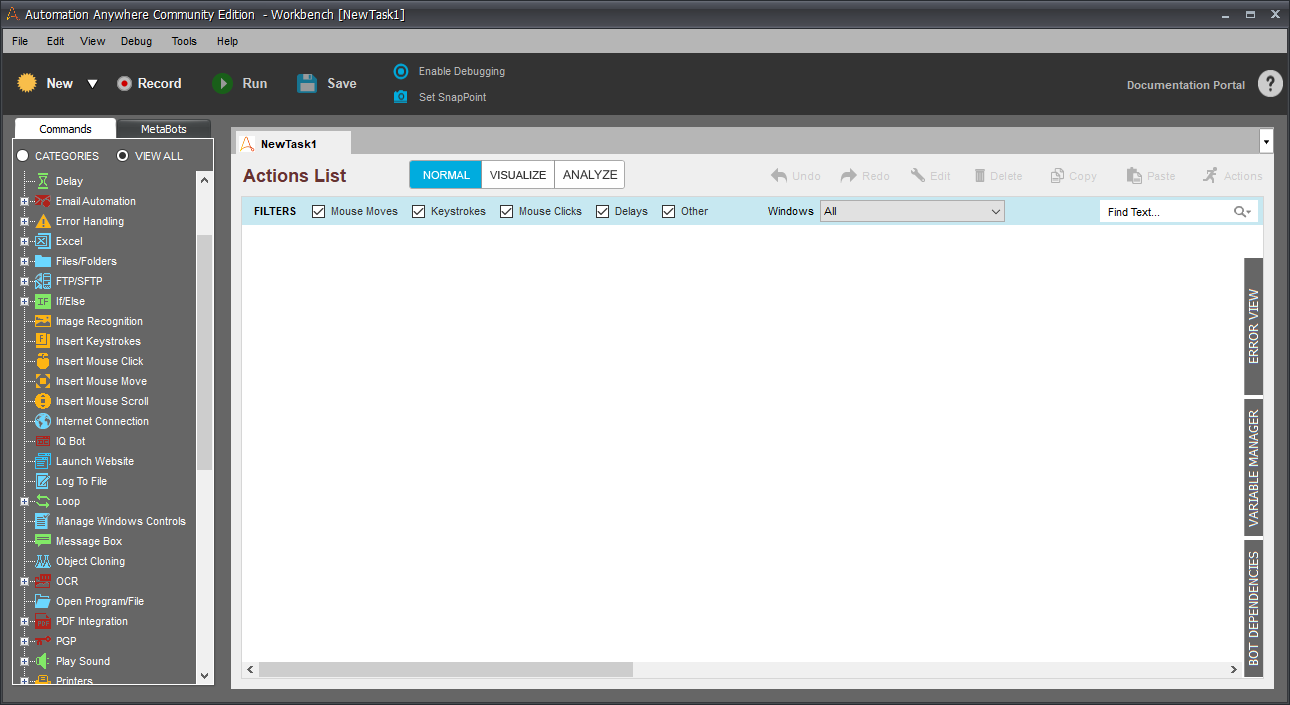 Automation Anywhere Community Edition - Workbench [NewTask1]
File Edit View Debug Tools Help
New Record Run Save
Enable Debugging
Set SnapPoint
Documentation Portal ?
Commands MetaBots
CATEGORIES VIEW ALL
Delay
Email Automation
Error Handling
Excel
Files/Folders
FTP/SFTP
IF If/Else
Image Recognition
Insert Keystrokes
Insert Mouse Click
Insert Mouse Move
Insert Mouse Scroll
Internet Connection
IQ Bot
Launch Website
Log To File
Loop
Manage Windows Controls
Message Box
Object Cloning
OCR
Open Program/File
PDF Integration
PGP
Play Sound
Printers
NewTask1
Actions List
NORMAL VISUALIZE ANALYZE
Undo Redo Edit Delete Copy Paste Actions
FILTERS Mouse Moves Keystrokes Mouse Clicks Delays Other Windows All Find Text...
ERROR VIEW
VARIABLE MANAGER
BOT DEPENDENCIES